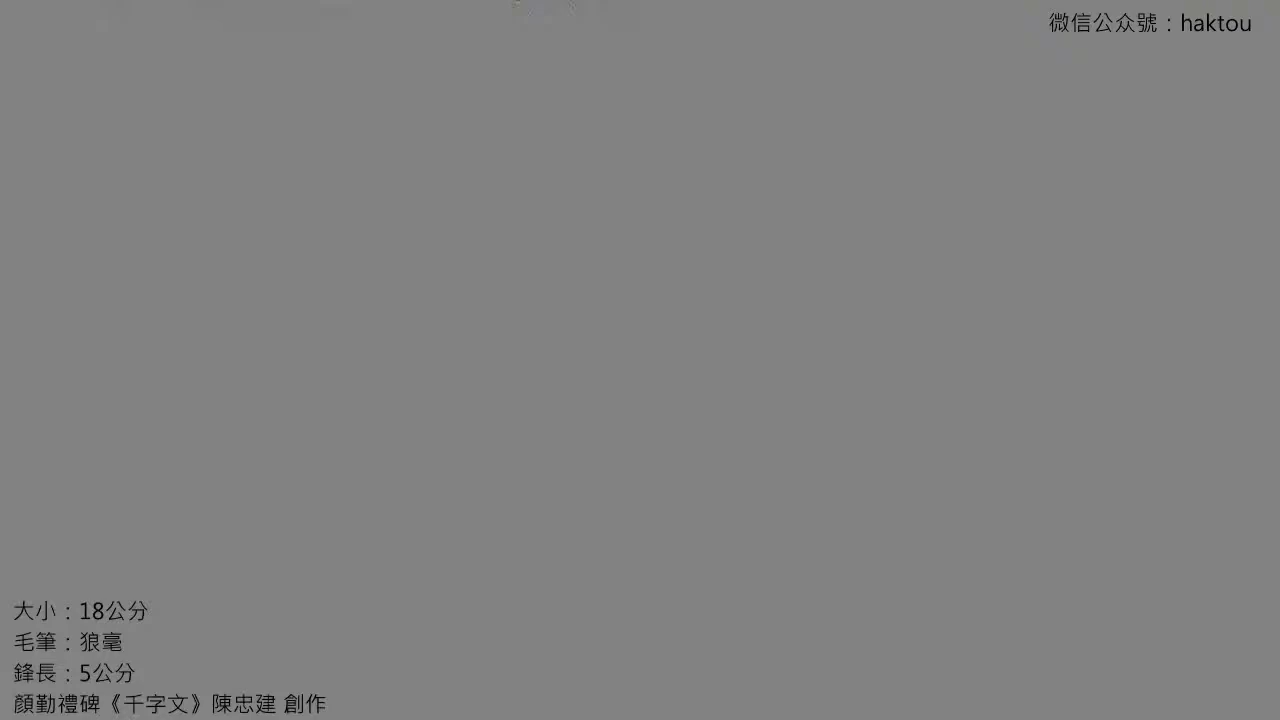 微信公众號：haktou
大小：18公分
毛筆：狼毫
鋒長：5公分
顏勤禮碑《千字文》陳忠建 創作